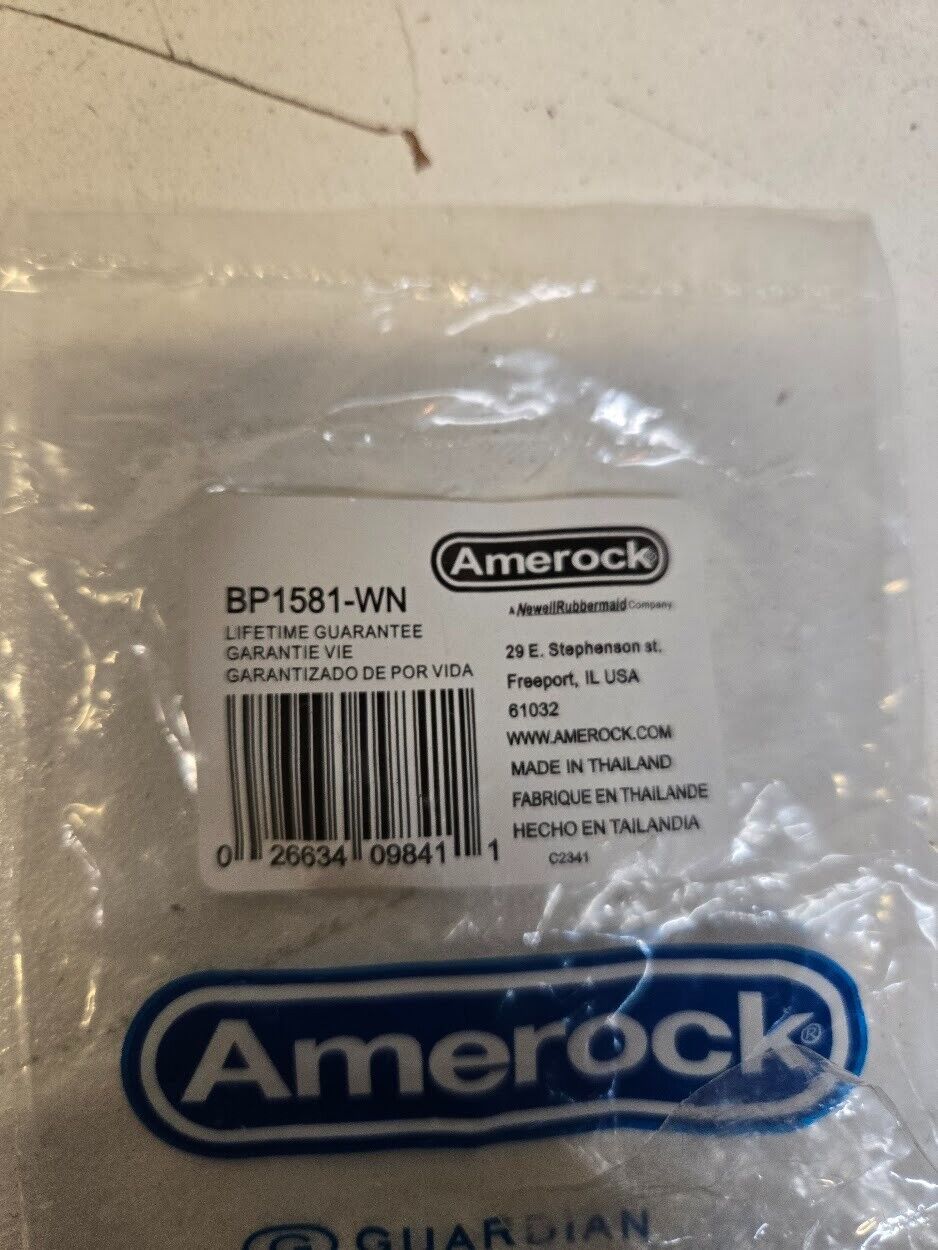 Amerock
A NewellRubbermaid Company
BP1581-WN
LIFETIME GUARANTEE
GARANTIE VIE
GARANTIZADO DE POR VIDA
0 26634 09841 1
29 E. Stephenson st.
Freeport, IL USA
61032
WWW.AMEROCK.COM
MADE IN THAILAND
FABRIQUE EN THAILANDE
HECHO EN TAILANDIA
C2341
Amerock®
G GUARDIAN